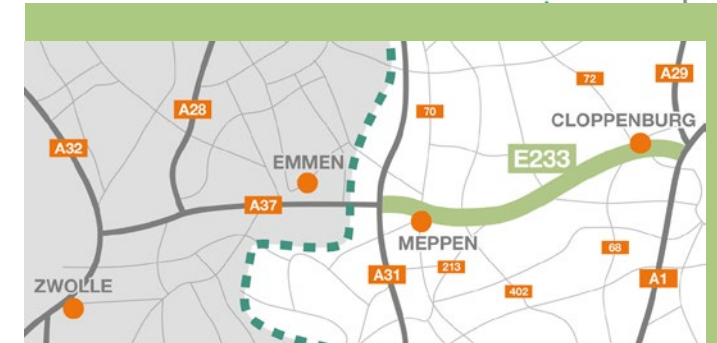 72
A29
A28
70
CLOPPENBURG
A32
E233
EMMEN
A37
MEPPEN
68
213
A31
A1
ZWOLLE
402